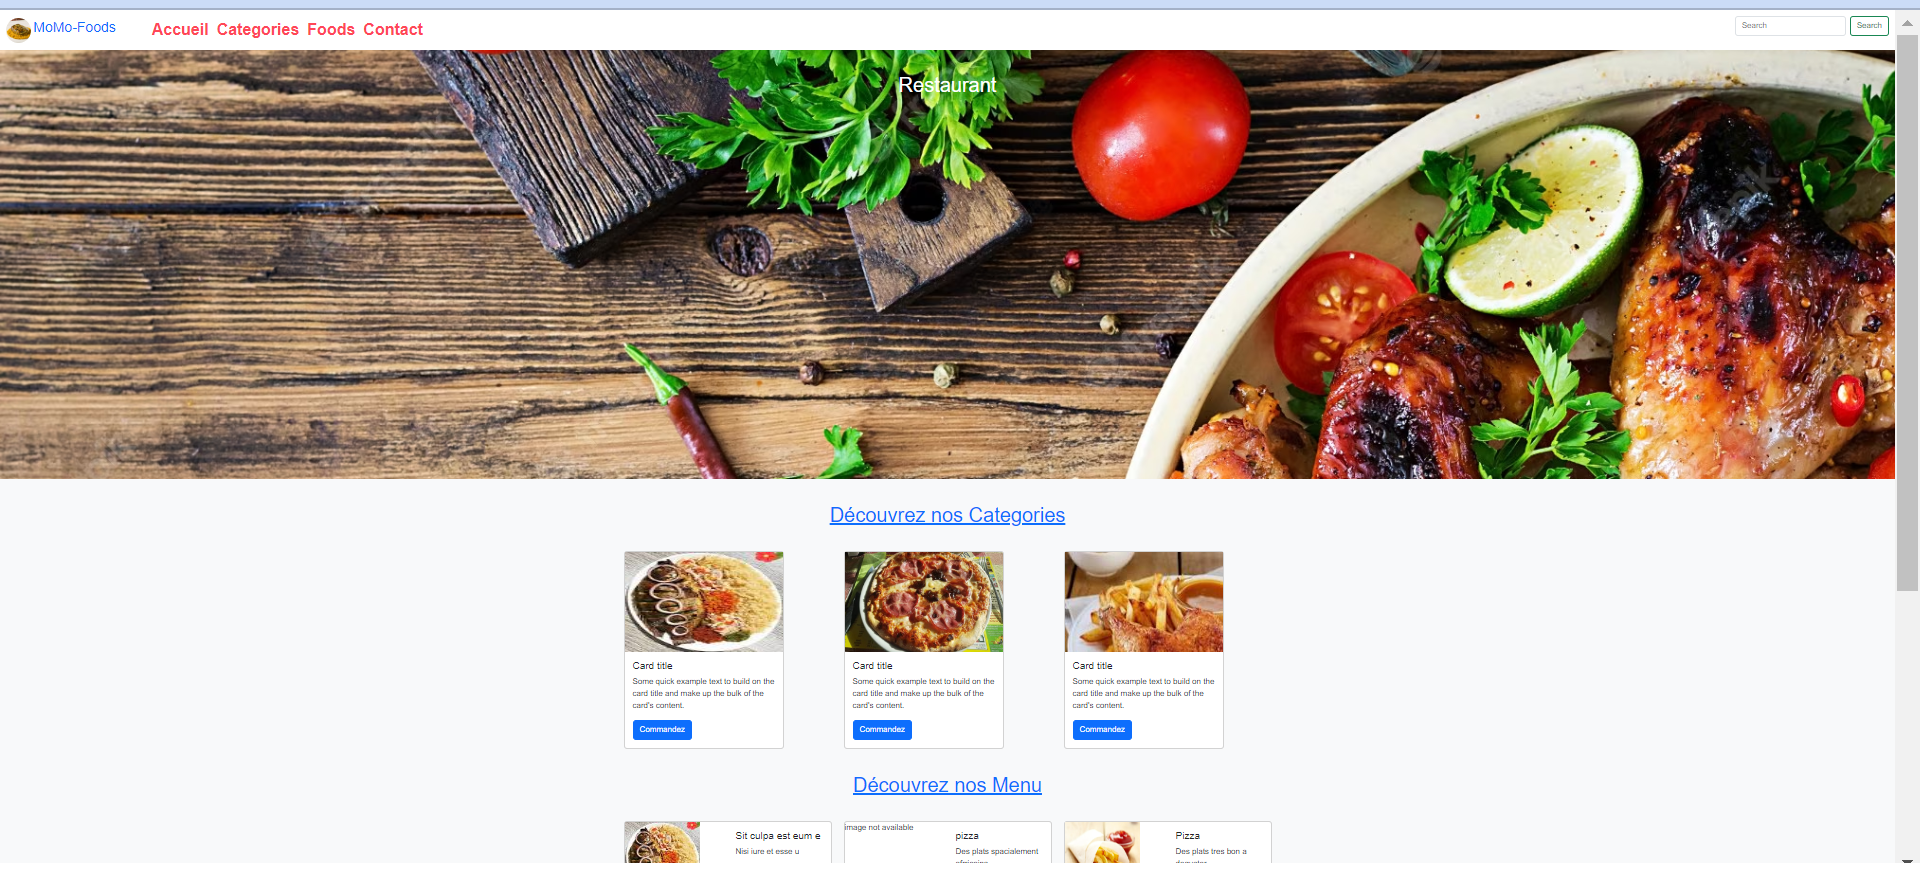 MoMo-Foods
Accueil Categories Foods Contact
Search
Search
Restaurant
Découvrez nos Categories
Card title
Some quick example text to build on the
card title and make up the bulk of the
card's content.
Commandez
Card title
Some quick example text to build on the
card title and make up the bulk of the
card's content.
Commandez
Card title
Some quick example text to build on the
card title and make up the bulk of the
card's content.
Commandez
Découvrez nos Menu
Sit culpa est eum e
Nisi iure et esse u
image not available
pizza
Des plats spacialement
Pizza
Des plats tres bon a